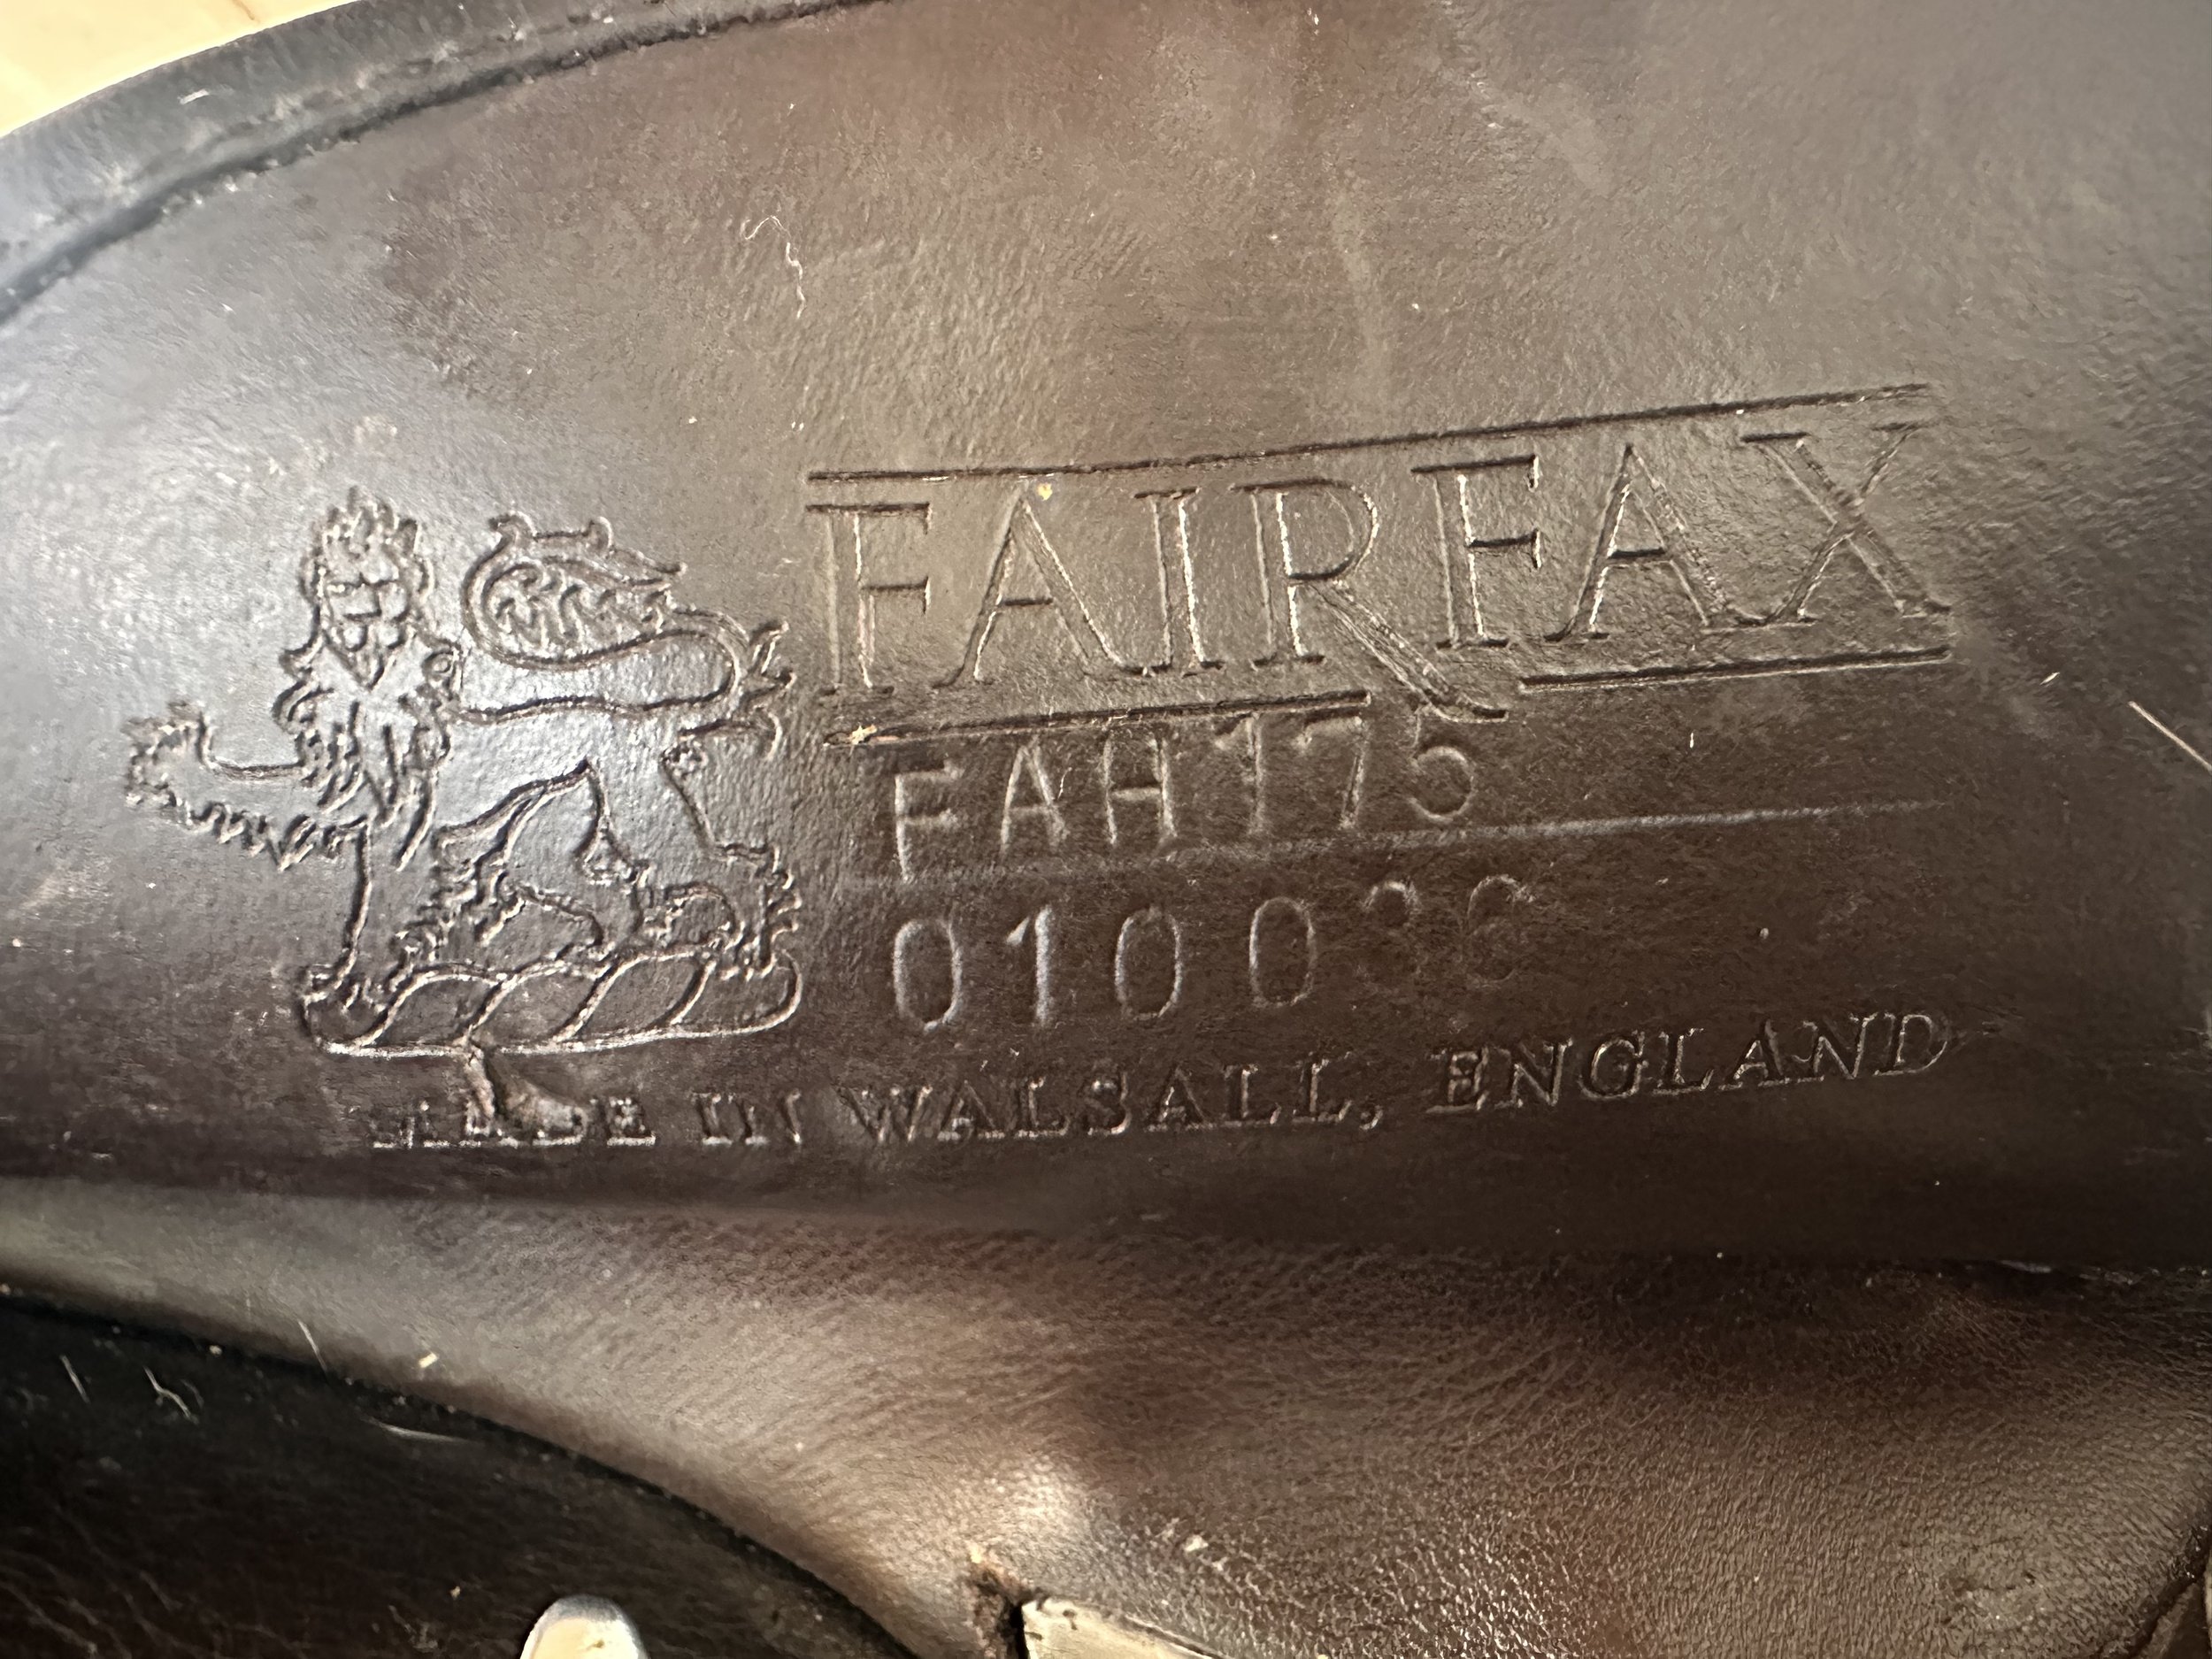 FAIRFAX
FAH175
MADE IN WALSALL, ENGLAND